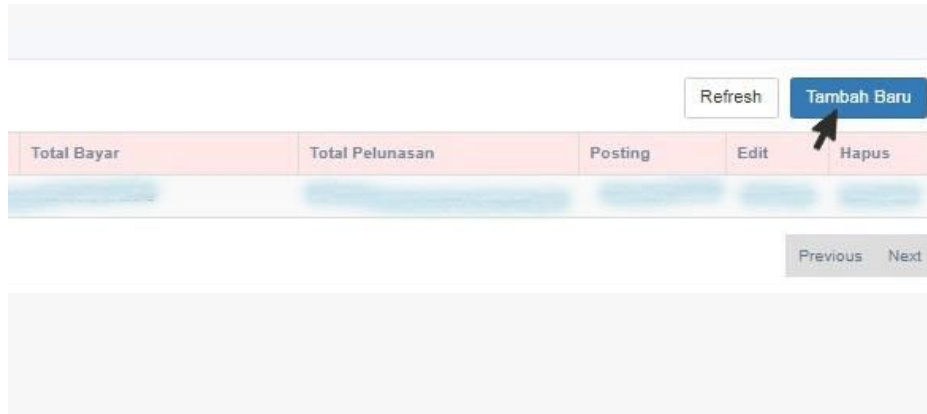 Refresh Tambah Baru
Total Bayar Total Pelunasan Posting Edit Hapus
Previous Next